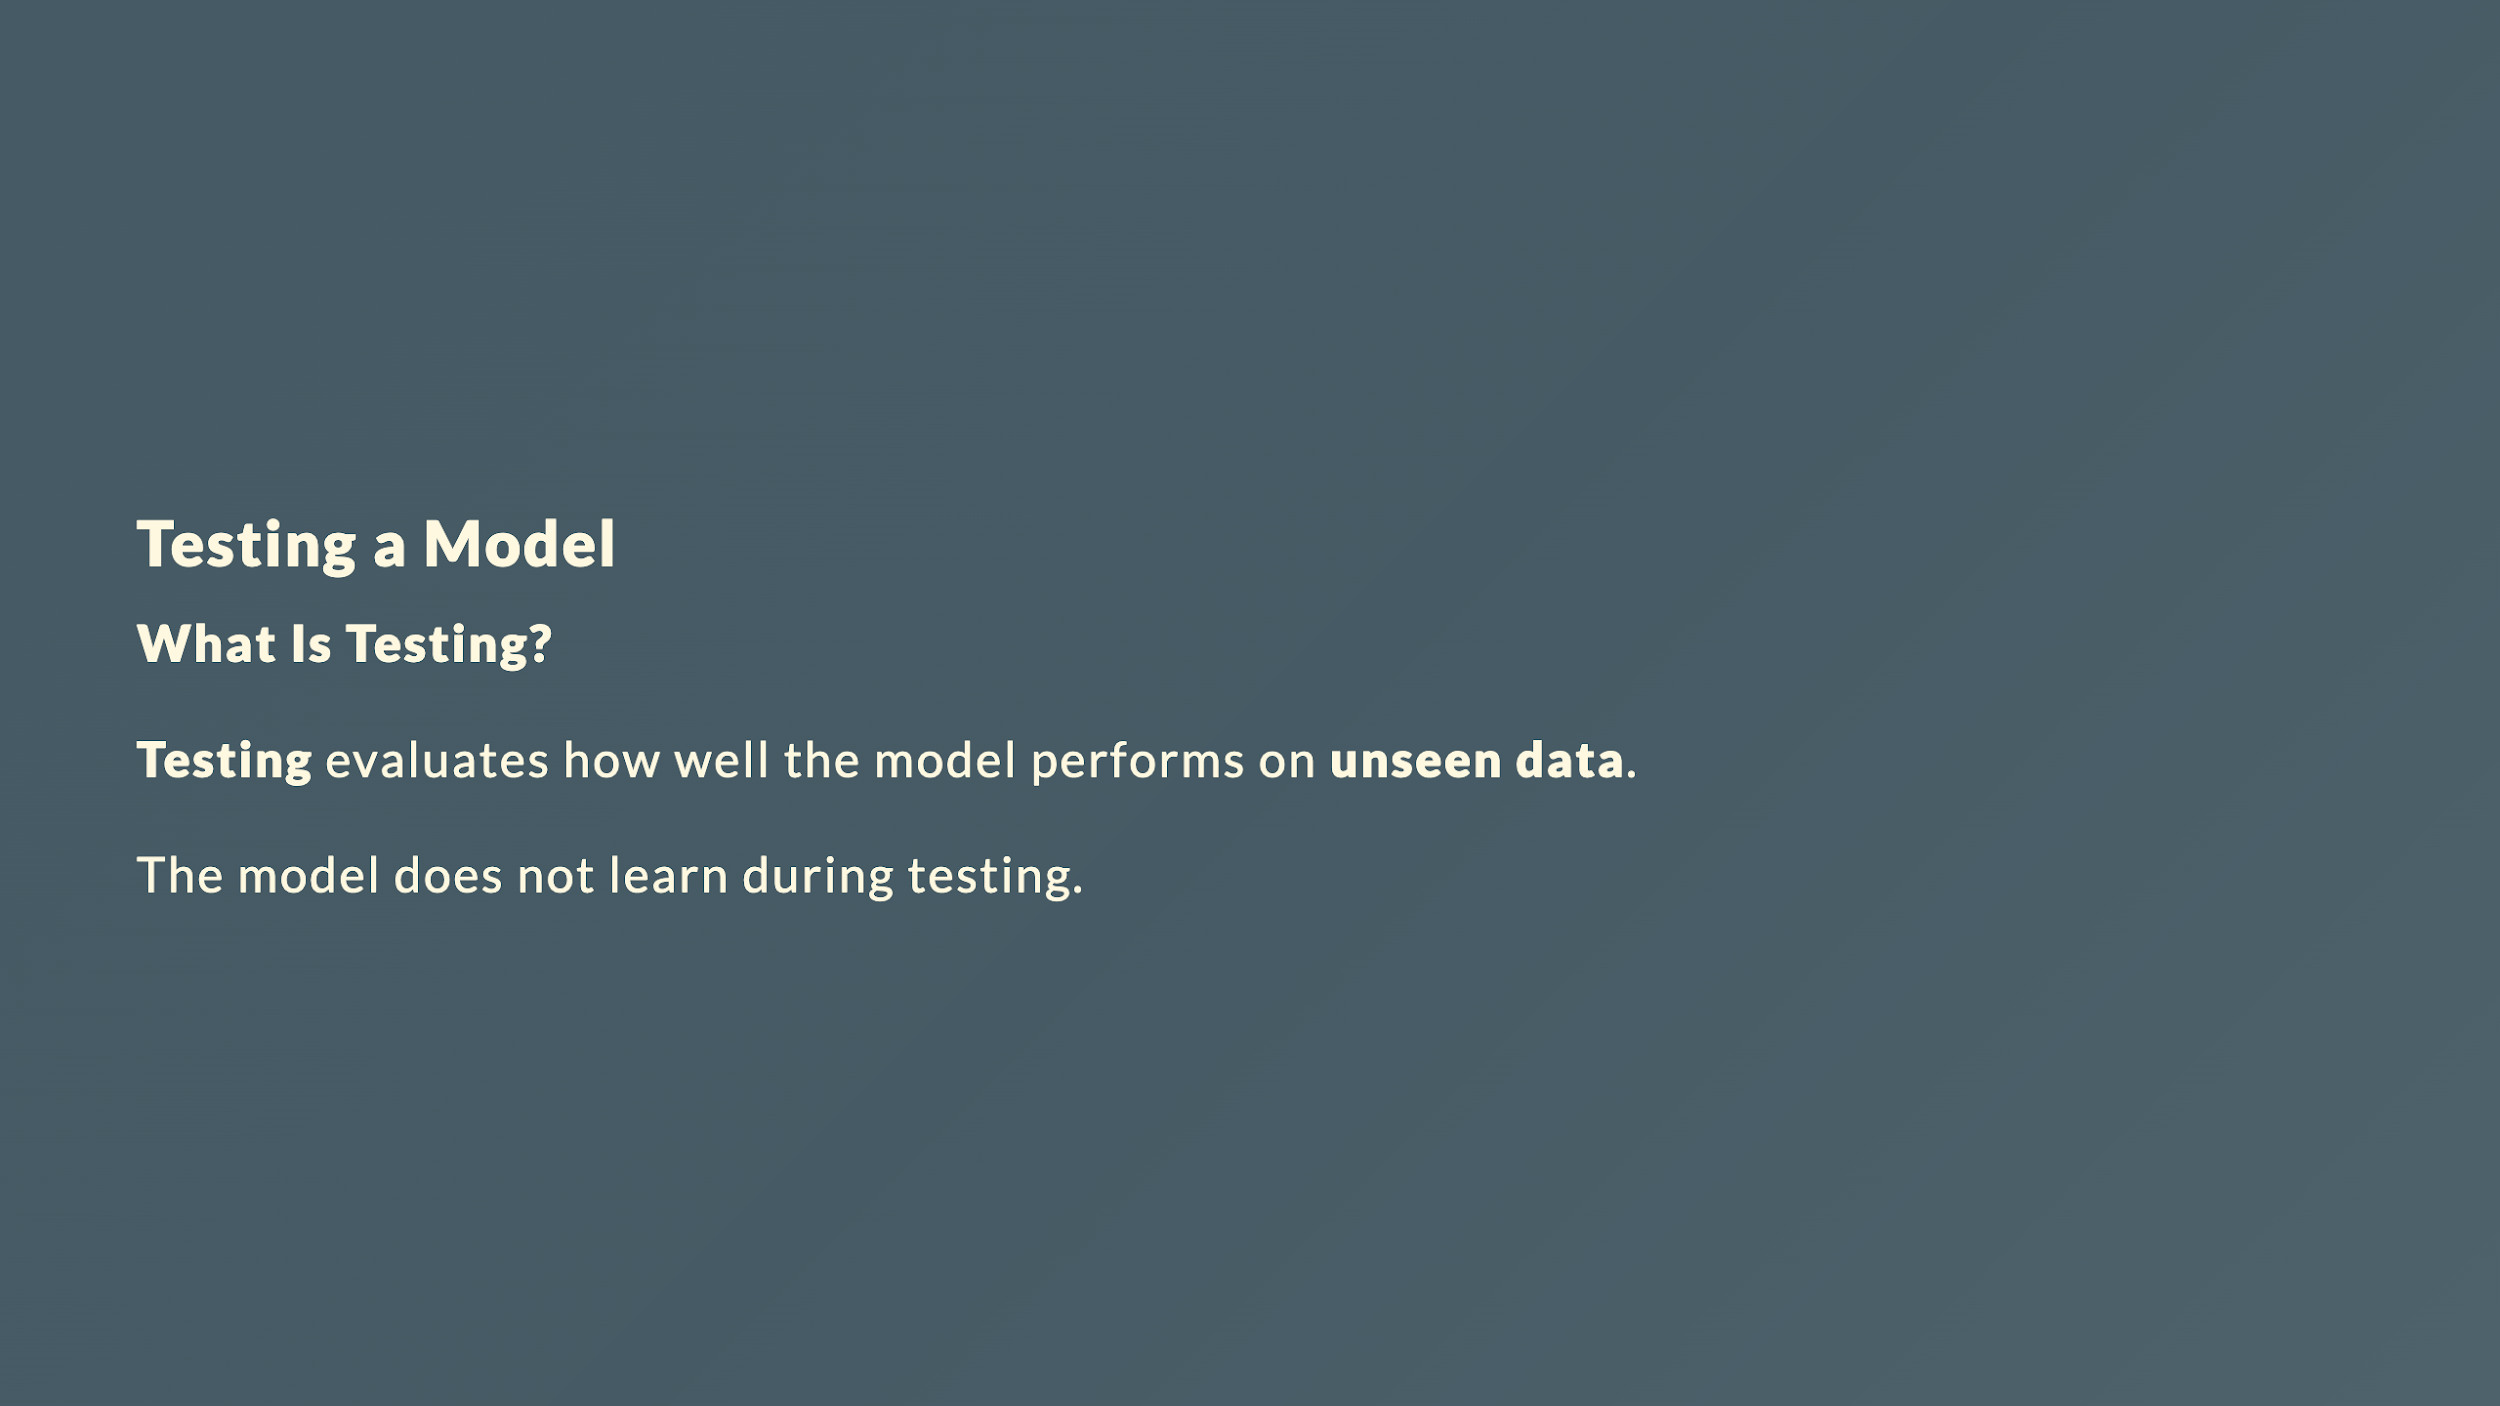 Testing a Model
What Is Testing?
Testing evaluates how well the model performs on unseen data.
The model does not learn during testing.